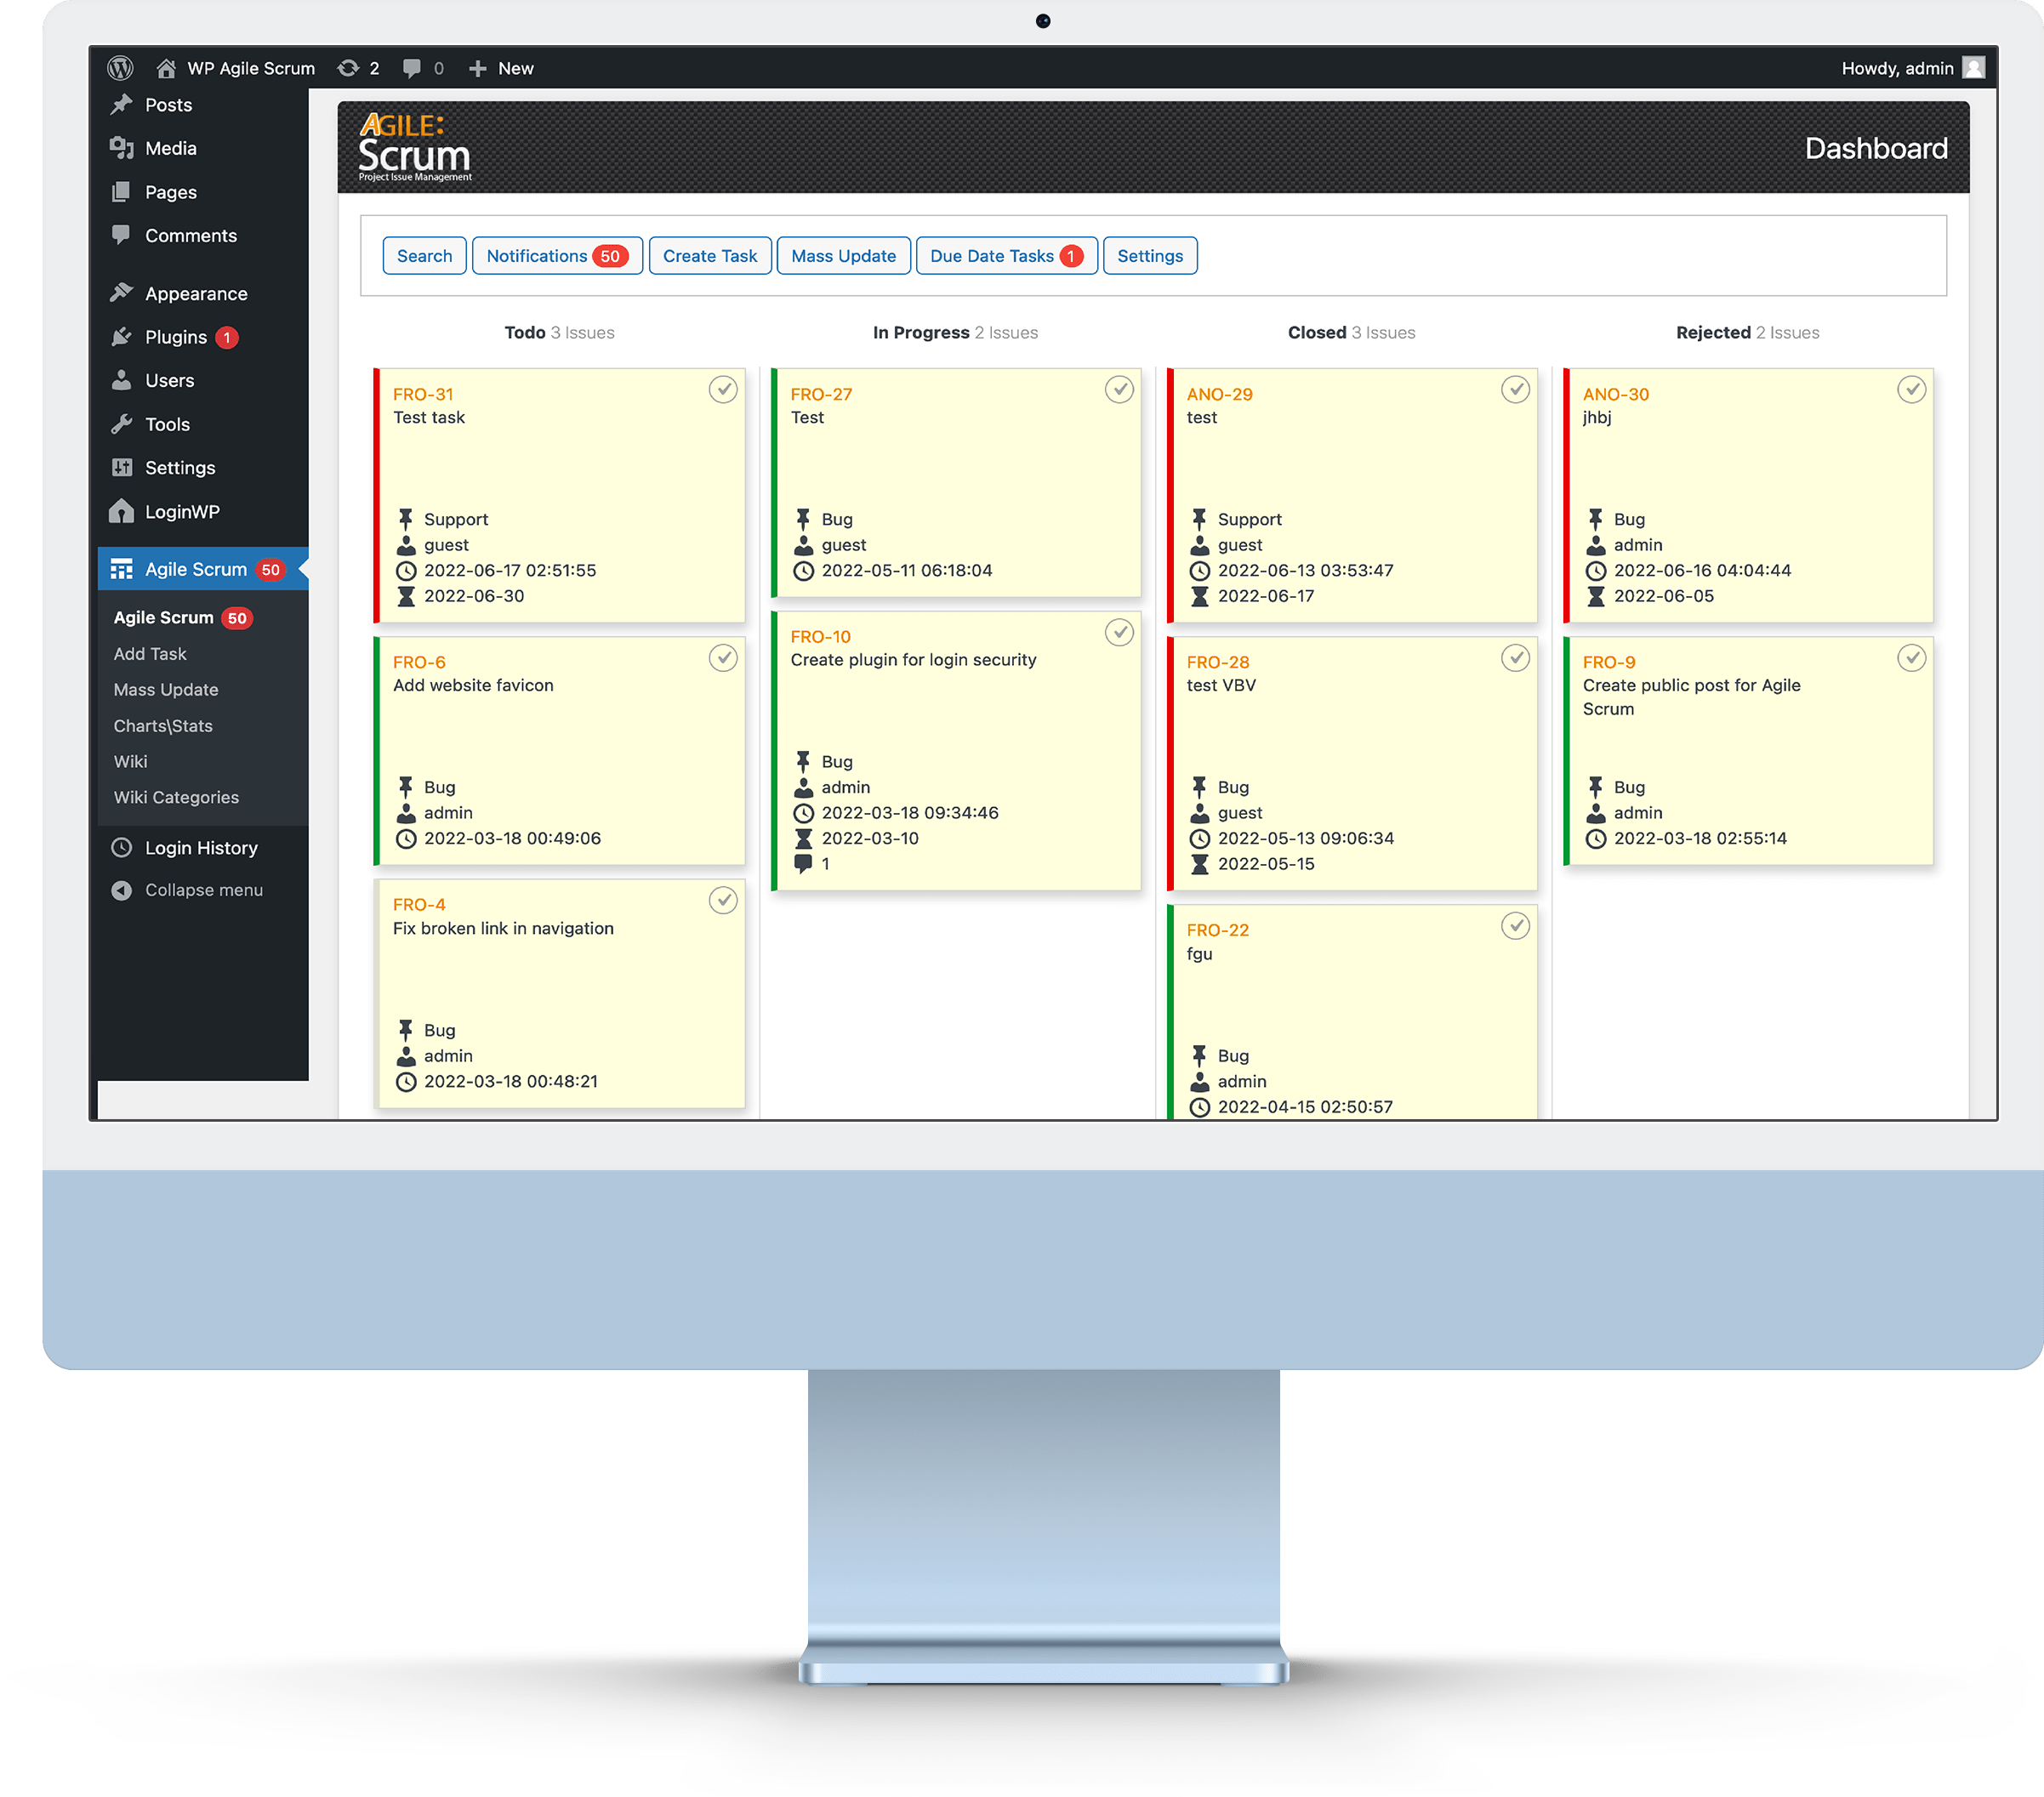 WP Agile Scrum 2 0 New Howdy, admin
Posts
Media
Pages
Comments
Appearance
Plugins 1
Users
Tools
Settings
LoginWP
Agile Scrum 50
Agile Scrum 50
Add Task
Mass Update
Charts\Stats
Wiki
Wiki Categories
Login History
Collapse menu
AGILE:
Scrum
Project Issue Management
Dashboard
Search Notifications 50 Create Task Mass Update Due Date Tasks 1 Settings
Todo 3 Issues
FRO-31
Test task
Support
guest
2022-06-17 02:51:55
2022-06-30
FRO-6
Add website favicon
Bug
admin
2022-03-18 00:49:06
FRO-4
Fix broken link in navigation
Bug
admin
2022-03-18 00:48:21
In Progress 2 Issues
FRO-27
Test
Bug
guest
2022-05-11 06:18:04
FRO-10
Create plugin for login security
Bug
admin
2022-03-18 09:34:46
2022-03-10
1
Closed 3 Issues
ANO-29
test
Support
guest
2022-06-13 03:53:47
2022-06-17
FRO-28
test VBV
Bug
guest
2022-05-13 09:06:34
2022-05-15
FRO-22
fgu
Bug
admin
2022-04-15 02:50:57
Rejected 2 Issues
ANO-30
jhbj
Bug
admin
2022-06-16 04:04:44
2022-06-05
FRO-9
Create public post for Agile
Scrum
Bug
admin
2022-03-18 02:55:14